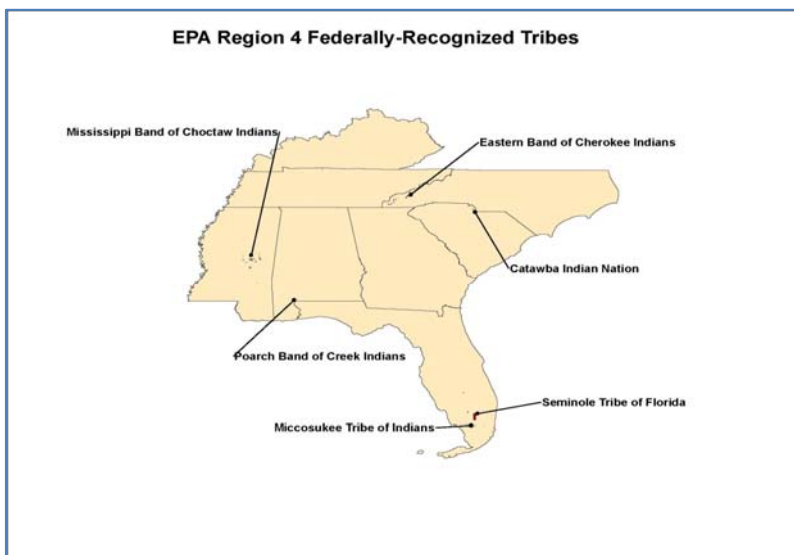 EPA Region 4 Federally-Recognized Tribes
Mississippi Band of Choctaw Indians
Eastern Band of Cherokee Indians
Catawba Indian Nation
Poarch Band of Creek Indians
Seminole Tribe of Florida
Miccosukee Tribe of Indians